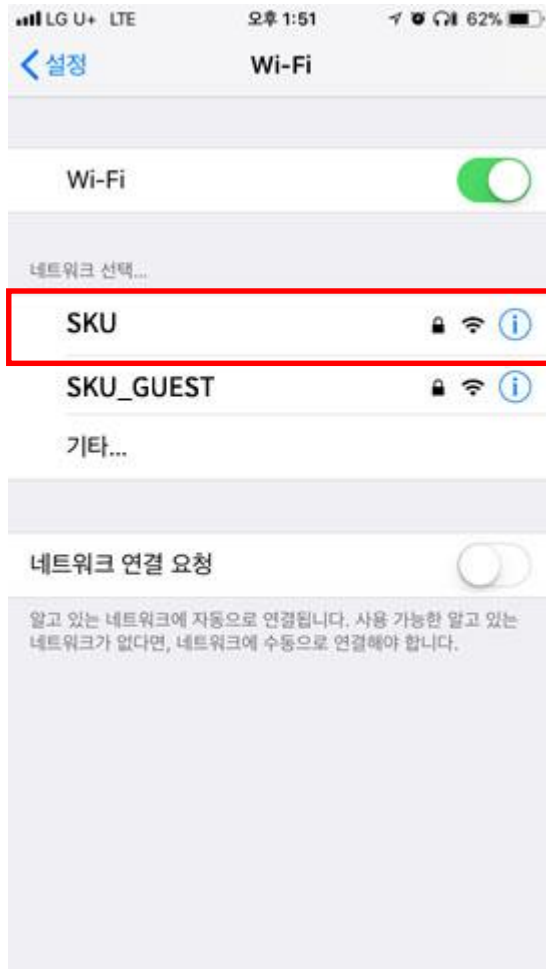 LG U+ LTE 오후 1:51 62%
설정 Wi-Fi
Wi-Fi
네트워크 선택...
SKU
SKU_GUEST
기타...
네트워크 연결 요청
알고 있는 네트워크에 자동으로 연결됩니다. 사용 가능한 알고 있는
네트워크가 없다면, 네트워크에 수동으로 연결해야 합니다.